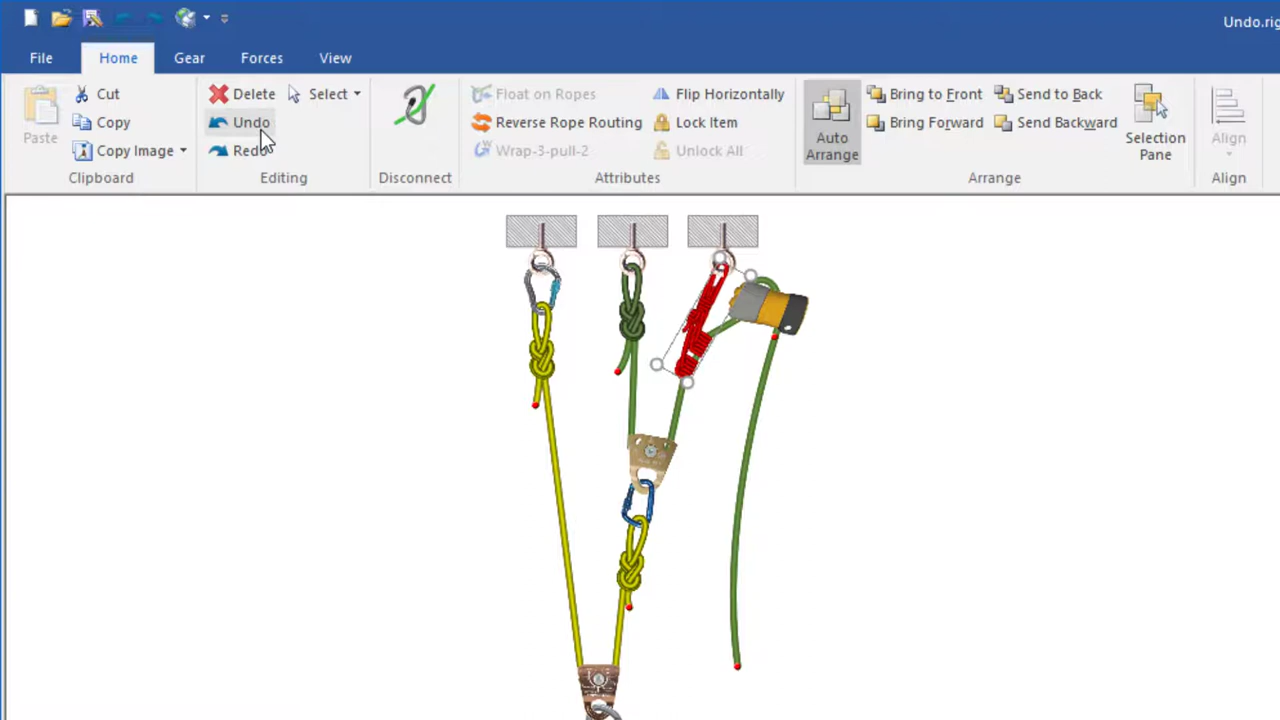 Undo.rig
File Home Gear Forces View
Paste
Cut
Copy
Copy Image
Clipboard
Delete
Select
Undo
Redo
Editing
Disconnect
Float on Ropes
Reverse Rope Routing
Wrap-3-pull-2
Flip Horizontally
Lock Item
Unlock All
Attributes
Auto
Arrange
Bring to Front
Bring Forward
Send to Back
Send Backward
Selection
Pane
Arrange
Align
Align